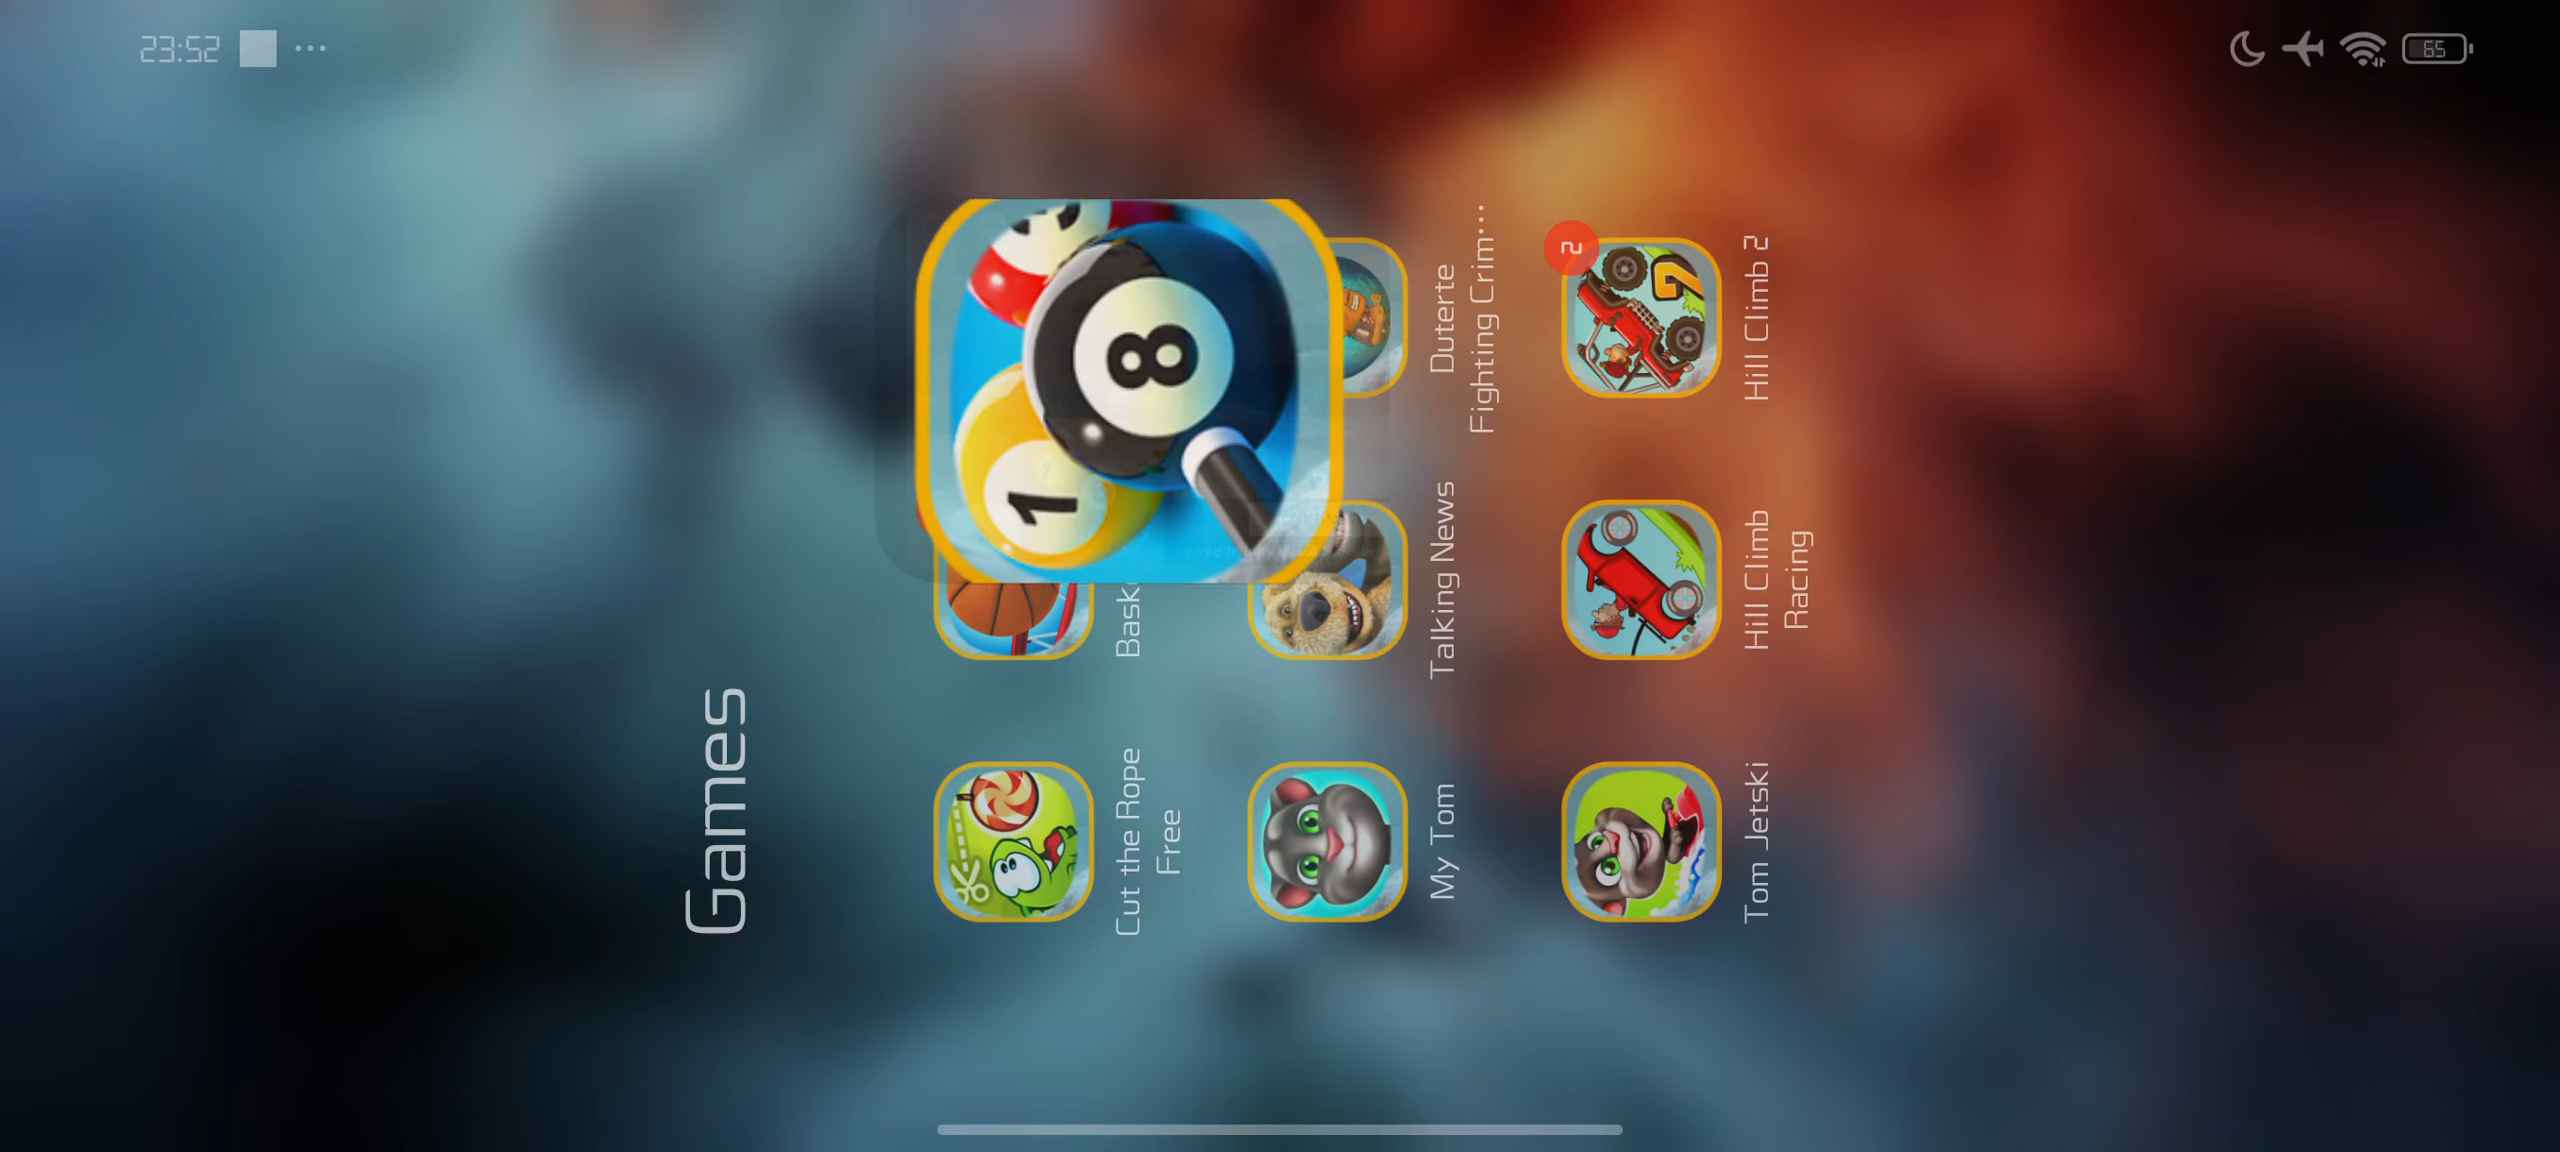 23:52
65
Games
Cut the Rope
Free
Bask
My Tom
Talking News
Duterte
Fighting Crim...
Tom Jetski
Hill Climb
Racing
Hill Climb 2
2
8
1
2